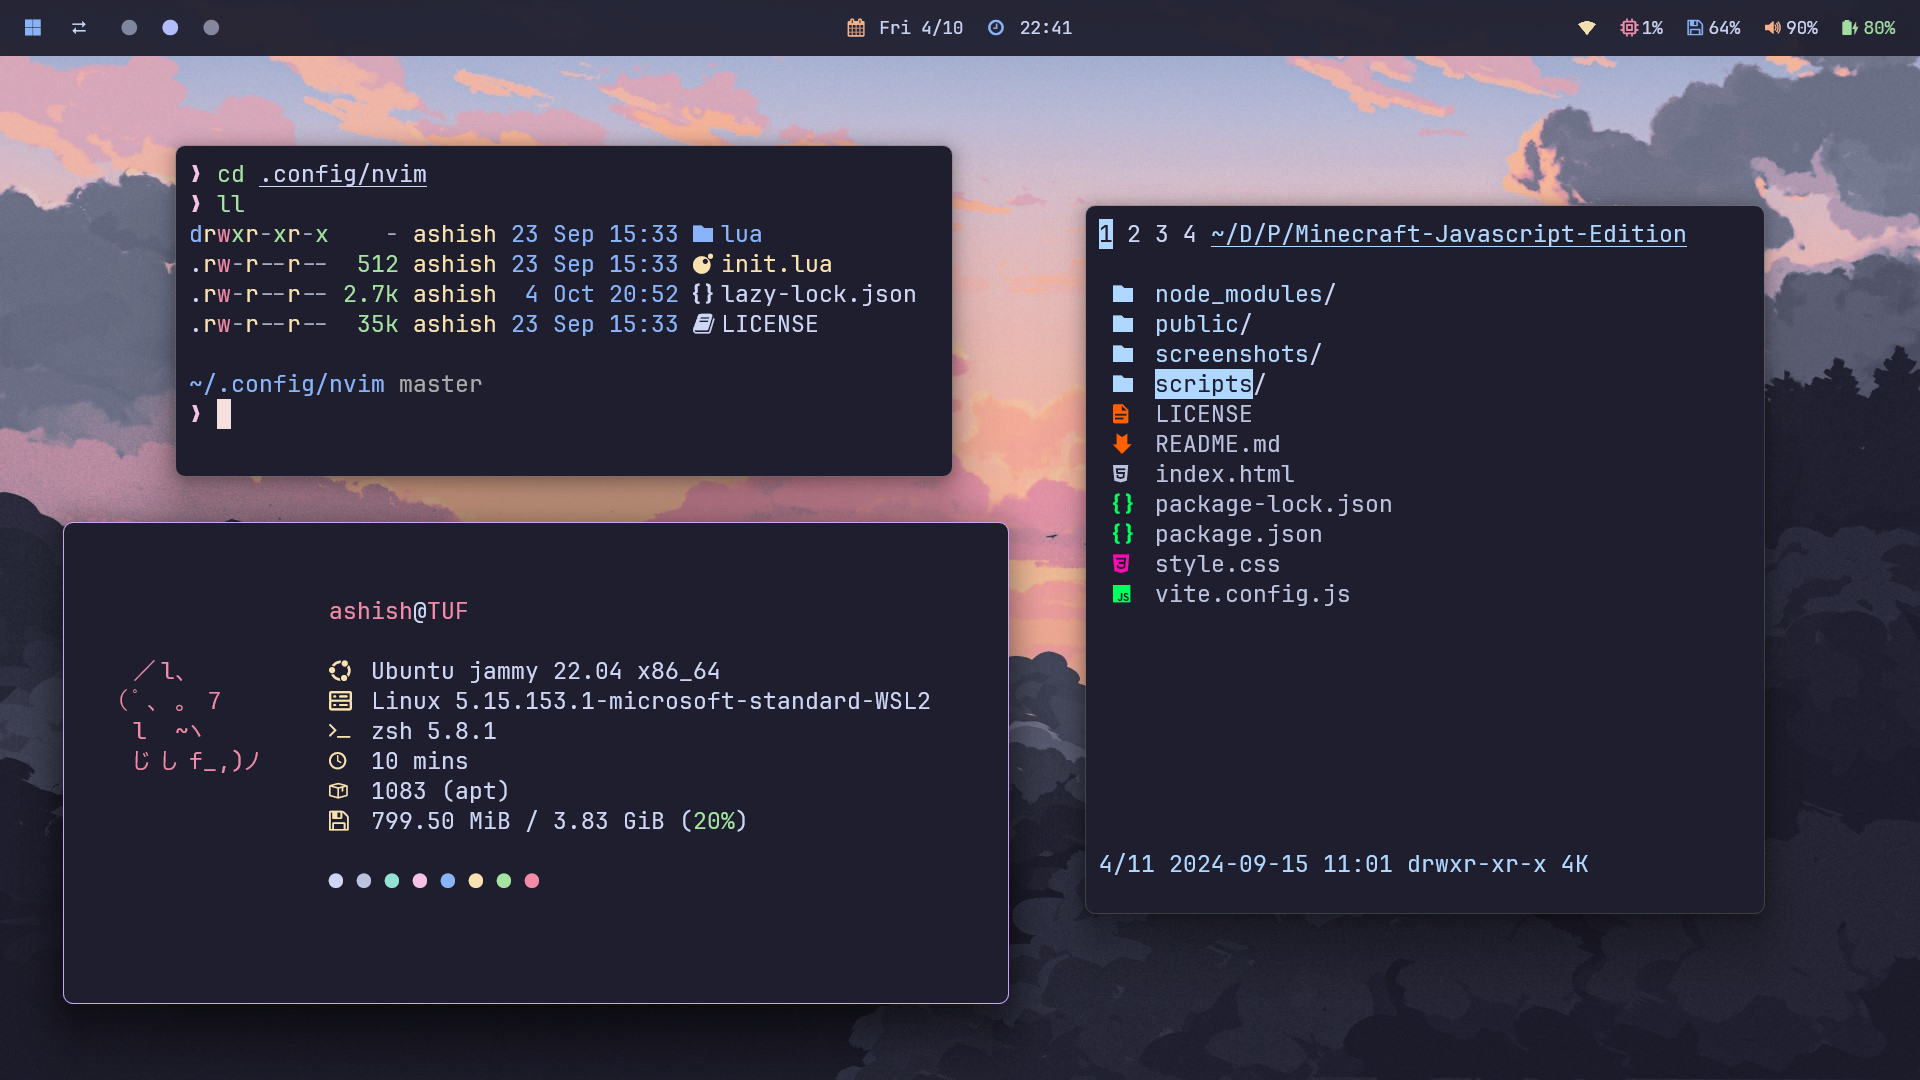 Fri 4/10 22:41 1% 64% 90% 80%
❯ cd .config/nvim
❯ ll
drwxr-xr-x - ashish 23 Sep 15:33 lua
.rw-r--r-- 512 ashish 23 Sep 15:33 init.lua
.rw-r--r-- 2.7k ashish 4 Oct 20:52 {} lazy-lock.json
.rw-r--r-- 35k ashish 23 Sep 15:33 LICENSE
~/.config/nvim master
❯
1 2 3 4 ~/D/P/Minecraft-Javascript-Edition
node_modules/
public/
screenshots/
scripts/
LICENSE
README.md
index.html
{} package-lock.json
{} package.json
style.css
JS vite.config.js
4/11 2024-09-15 11:01 drwxr-xr-x 4K
ashish@TUF
／l、
（ﾟ、 。 7
l ~ヽ
じしf_,)ノ
Ubuntu jammy 22.04 x86_64
Linux 5.15.153.1-microsoft-standard-WSL2
>_ zsh 5.8.1
10 mins
1083 (apt)
799.50 MiB / 3.83 GiB (20%)